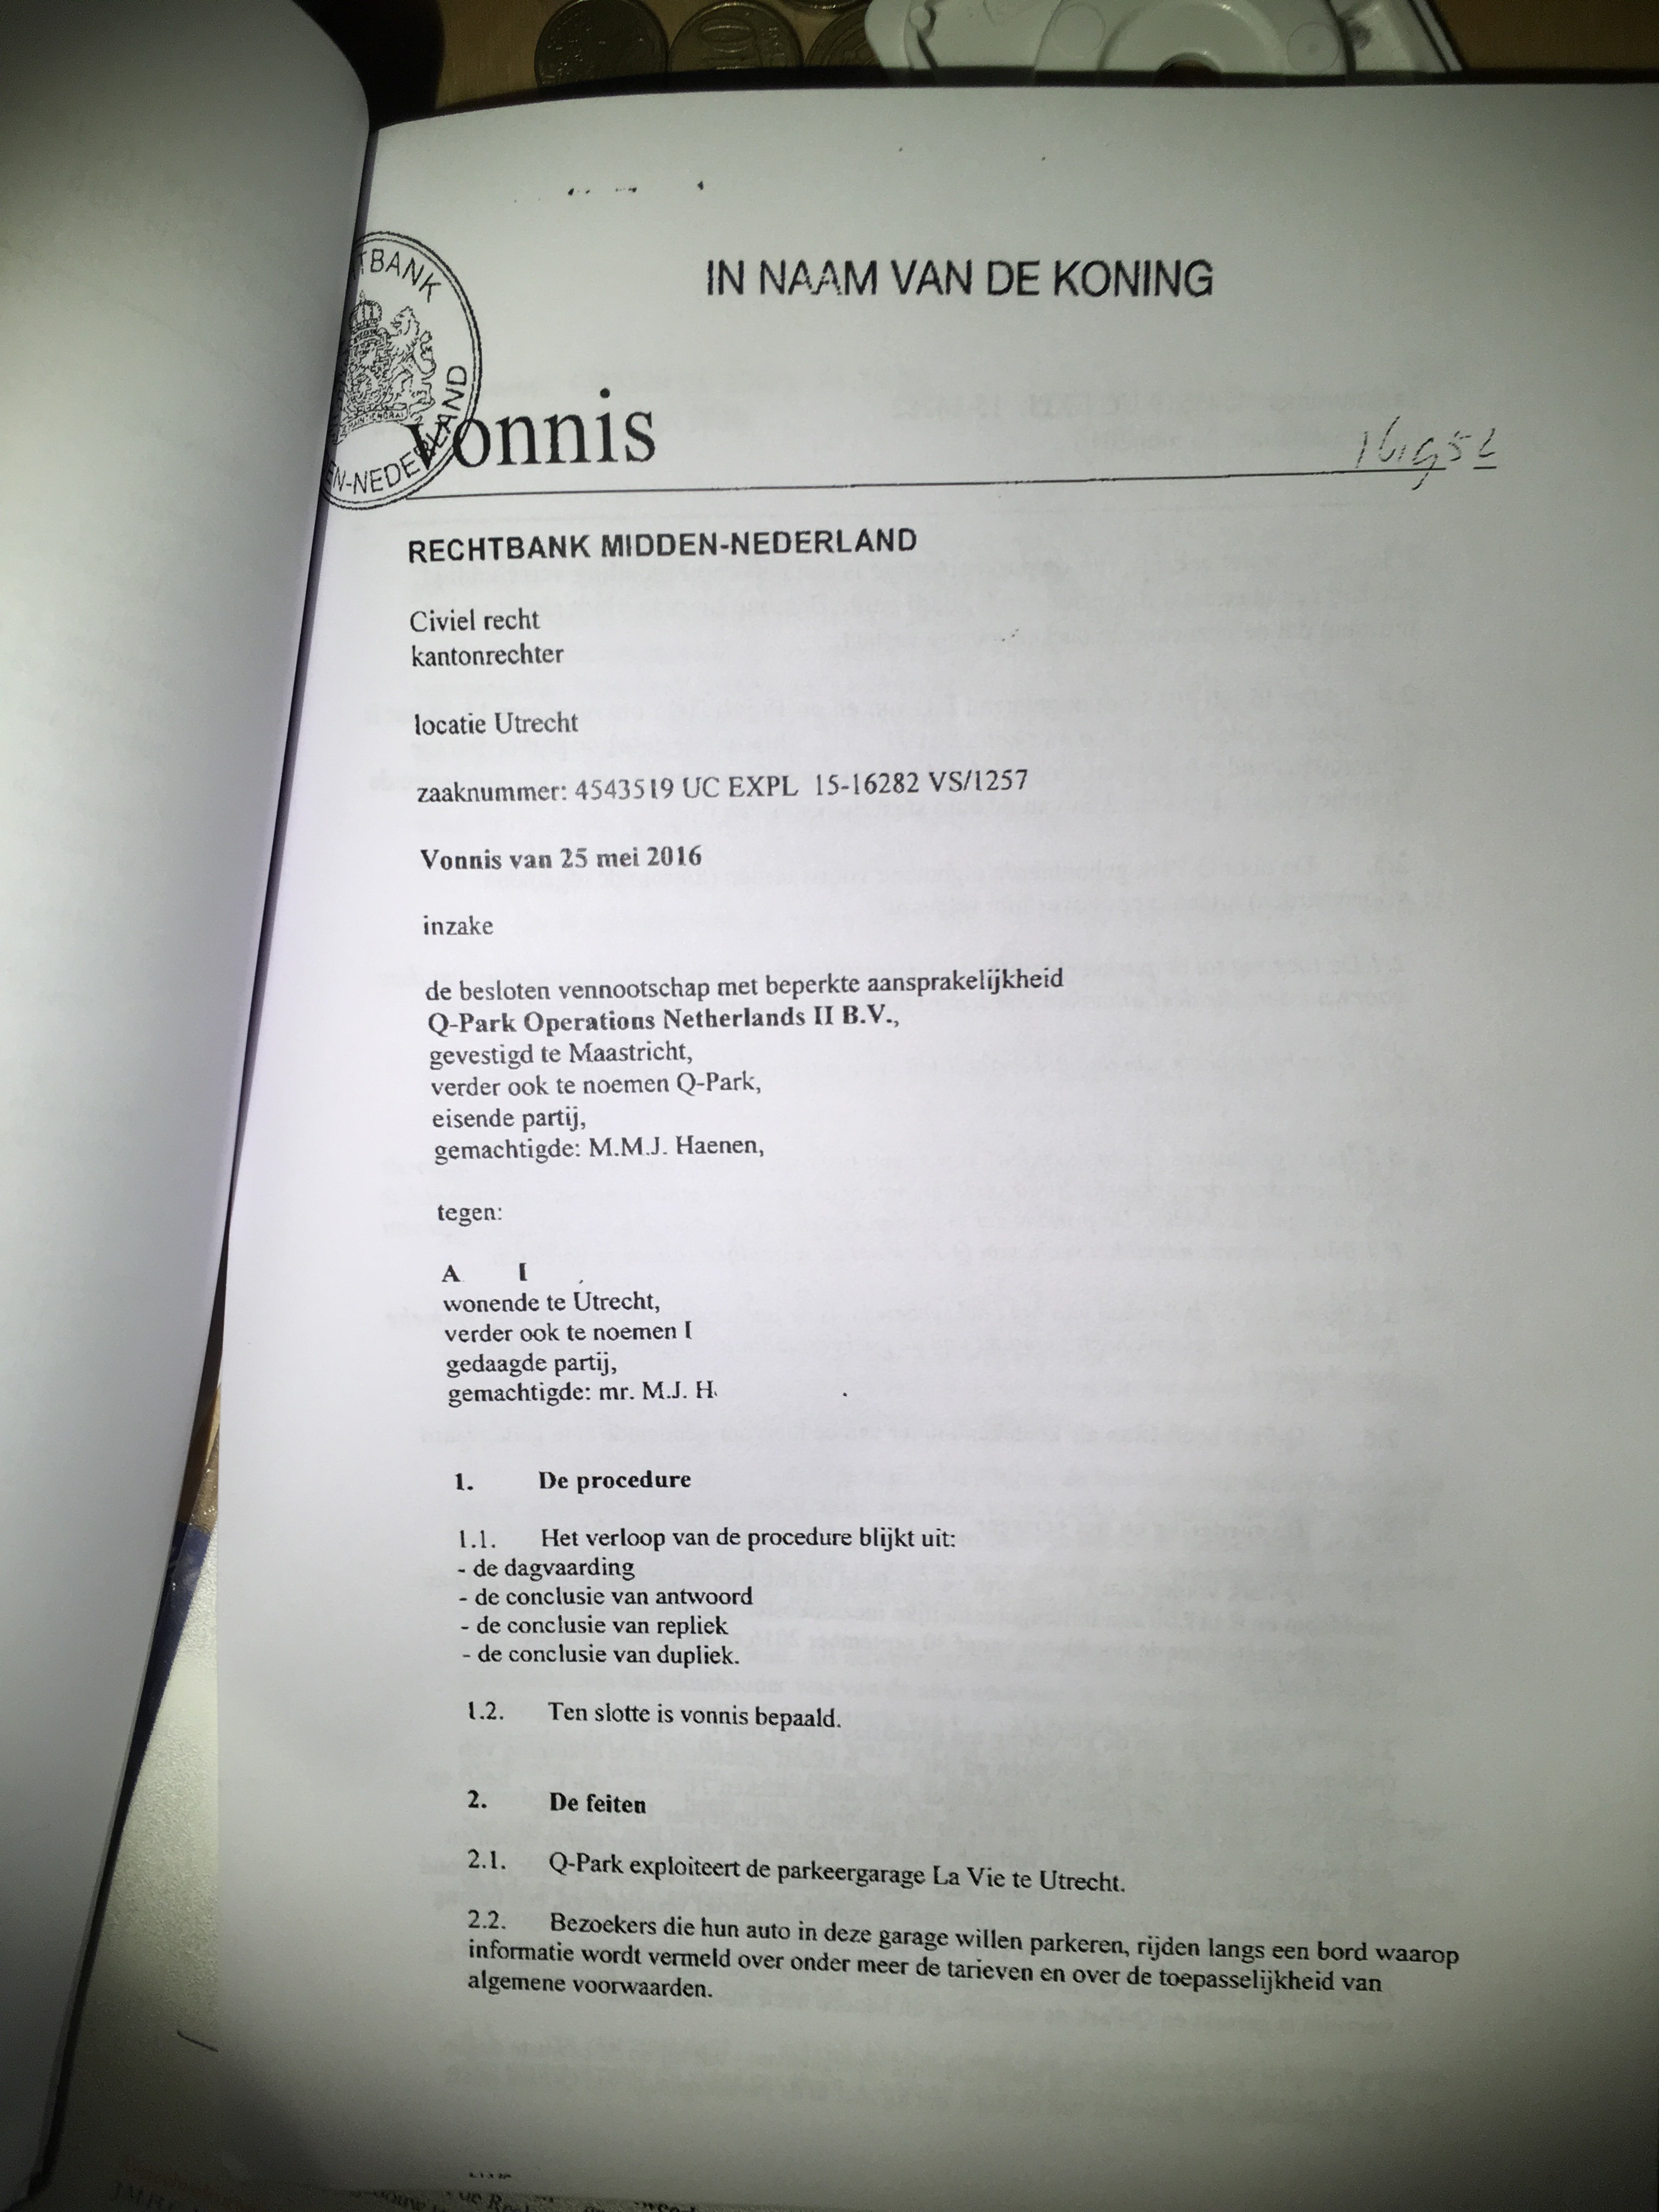 IN NAAM VAN DE KONING
TBANK
EN-NEDERLAND
vonnis
RECHTBANK MIDDEN-NEDERLAND
Civiel recht
kantonrechter
locatie Utrecht
zaaknummer: 4543519 UC EXPL 15-16282 VS/1257
Vonnis van 25 mei 2016
inzake
de besloten vennootschap met beperkte aansprakelijkheid
Q-Park Operations Netherlands II B.V.,
gevestigd te Maastricht,
verder ook te noemen Q-Park,
eisende partij,
gemachtigde: M.M.J. Haenen,
tegen:
A I
wonende te Utrecht,
verder ook te noemen I
gedaagde partij,
gemachtigde: mr. M.J. H
1. De procedure
1.1. Het verloop van de procedure blijkt uit:
- de dagvaarding
- de conclusie van antwoord
- de conclusie van repliek
- de conclusie van dupliek.
1.2. Ten slotte is vonnis bepaald.
2. De feiten
2.1. Q-Park exploiteert de parkeergarage La Vie te Utrecht.
2.2. Bezoekers die hun auto in deze garage willen parkeren, rijden langs een bord waarop
informatie wordt vermeld over onder meer de tarieven en over de toepasselijkheid van
algemene voorwaarden.